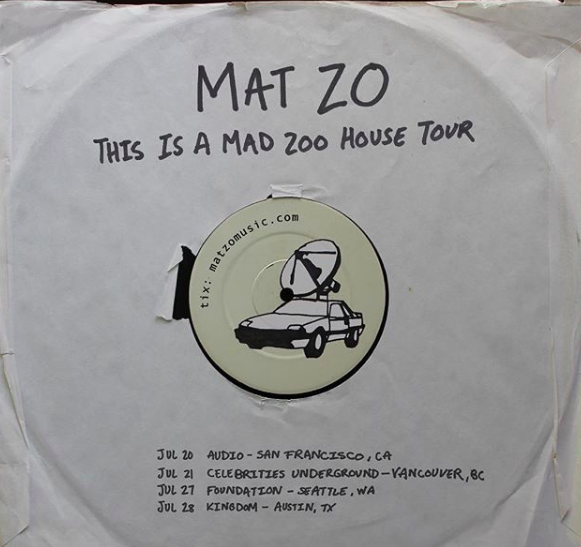 MAT ZO
THIS IS A MAD ZOO HOUSE TOUR
tix: matzomusic.com
JUL 20 AUDIO - SAN FRANCISCO, CA
JUL 21 CELEBRITIES UNDERGROUND - VANCOUVER, BC
JUL 27 FOUNDATION - SEATTLE, WA
JUL 28 KINGDOM - AUSTIN, TX